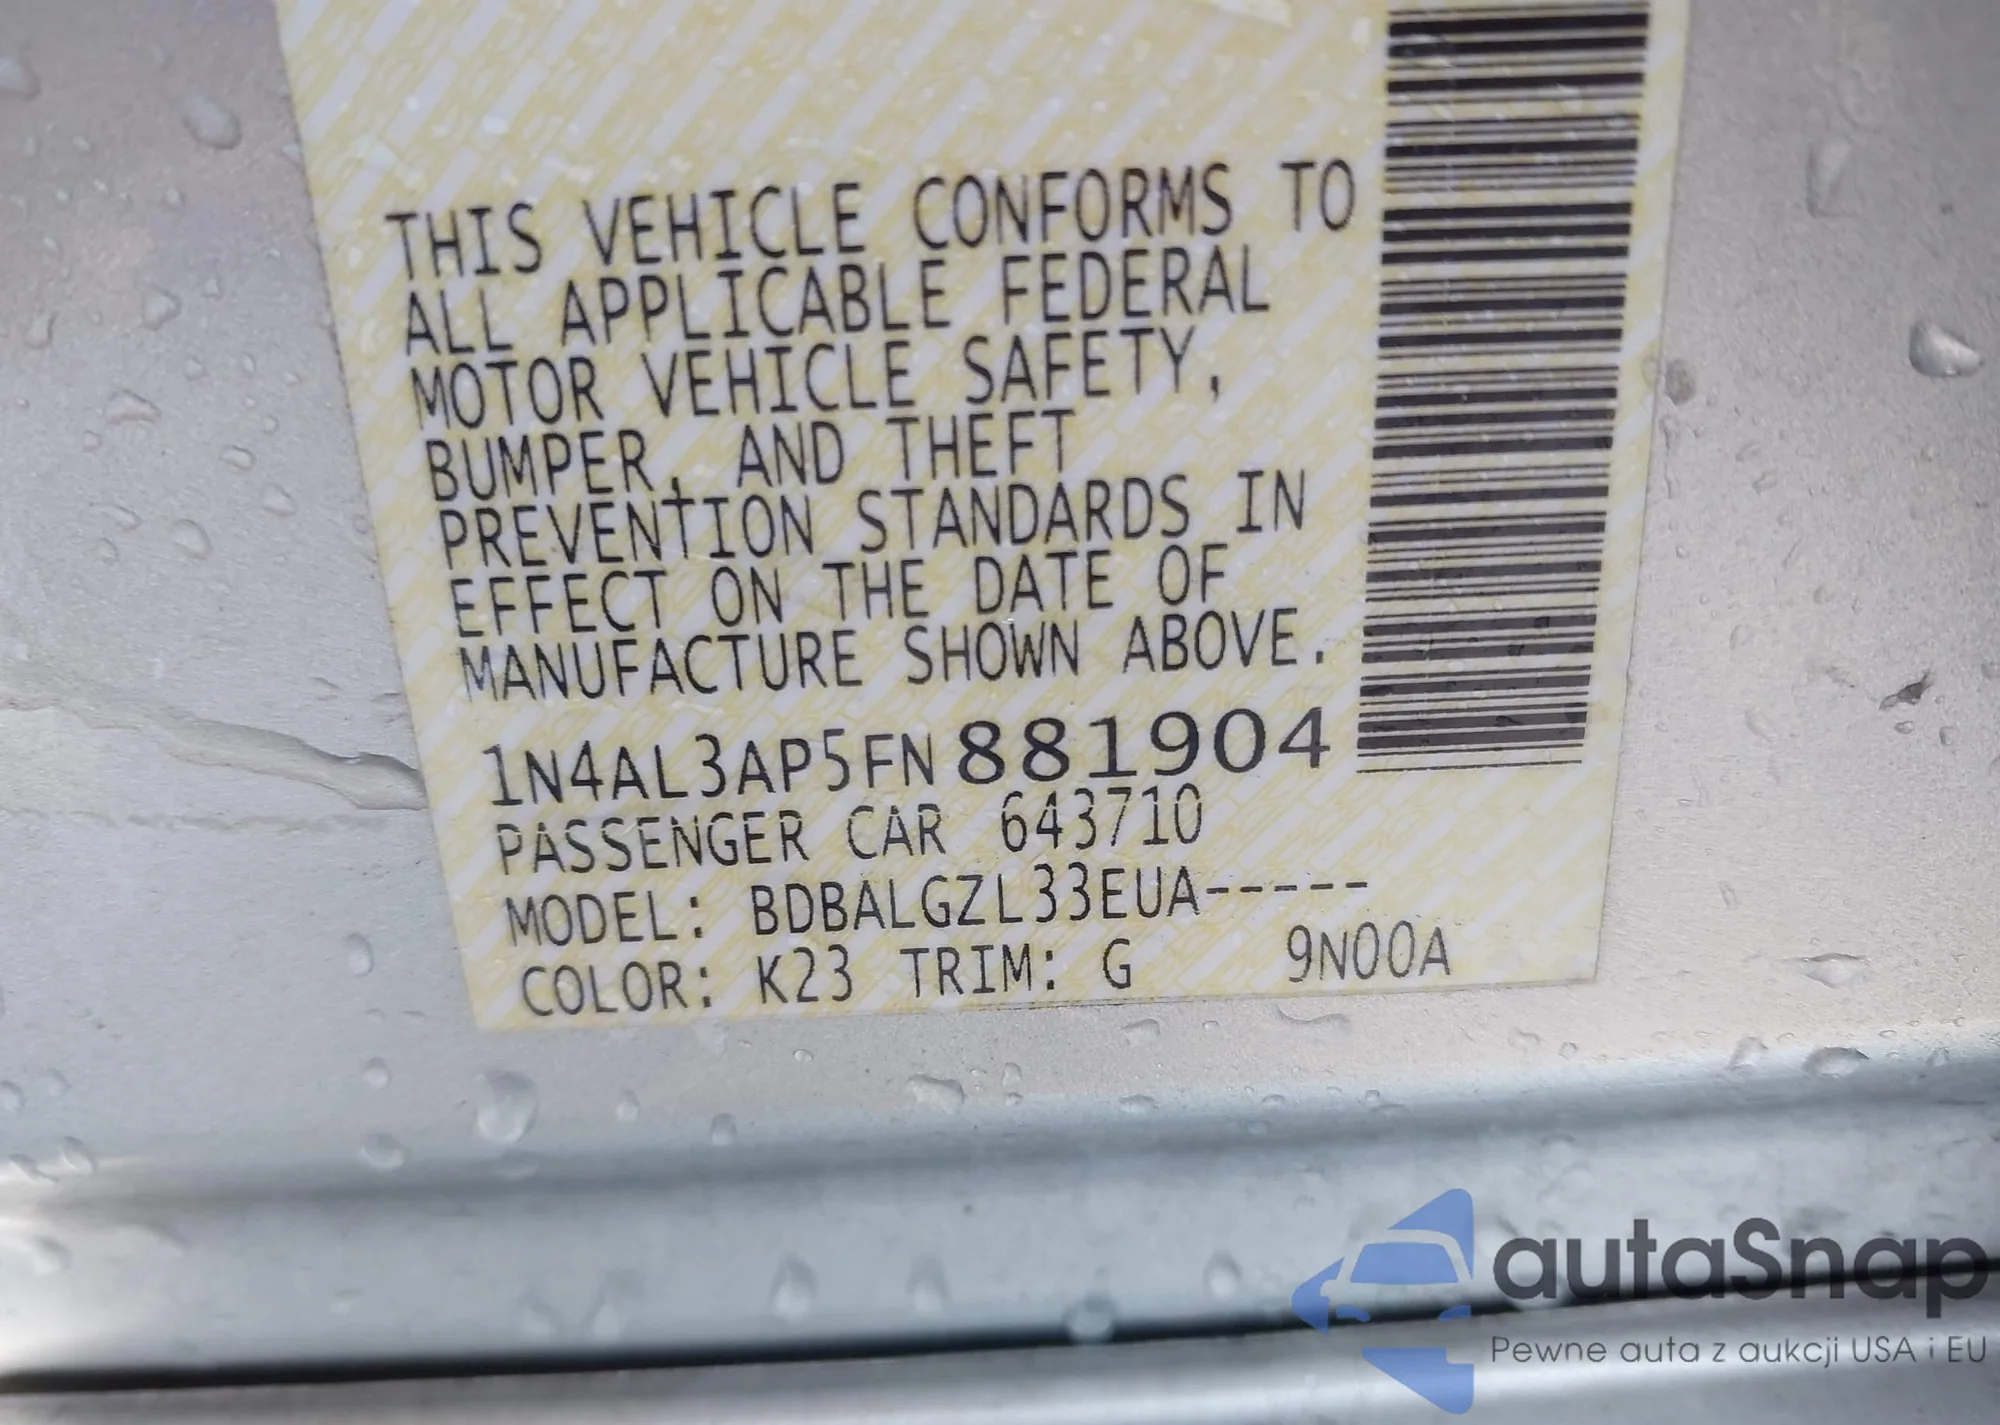 THIS VEHICLE CONFORMS TO
ALL APPLICABLE FEDERAL
MOTOR VEHICLE SAFETY,
BUMPER, AND THEFT
PREVENTION STANDARDS IN
EFFECT ON THE DATE OF
MANUFACTURE SHOWN ABOVE.
1N4AL3AP5FN881904
PASSENGER CAR 643710
MODEL: BDBALGZL33EUA-----
COLOR: K23 TRIM: G 9N00A
autaSnap
Pewne auta z aukcji USA i EU